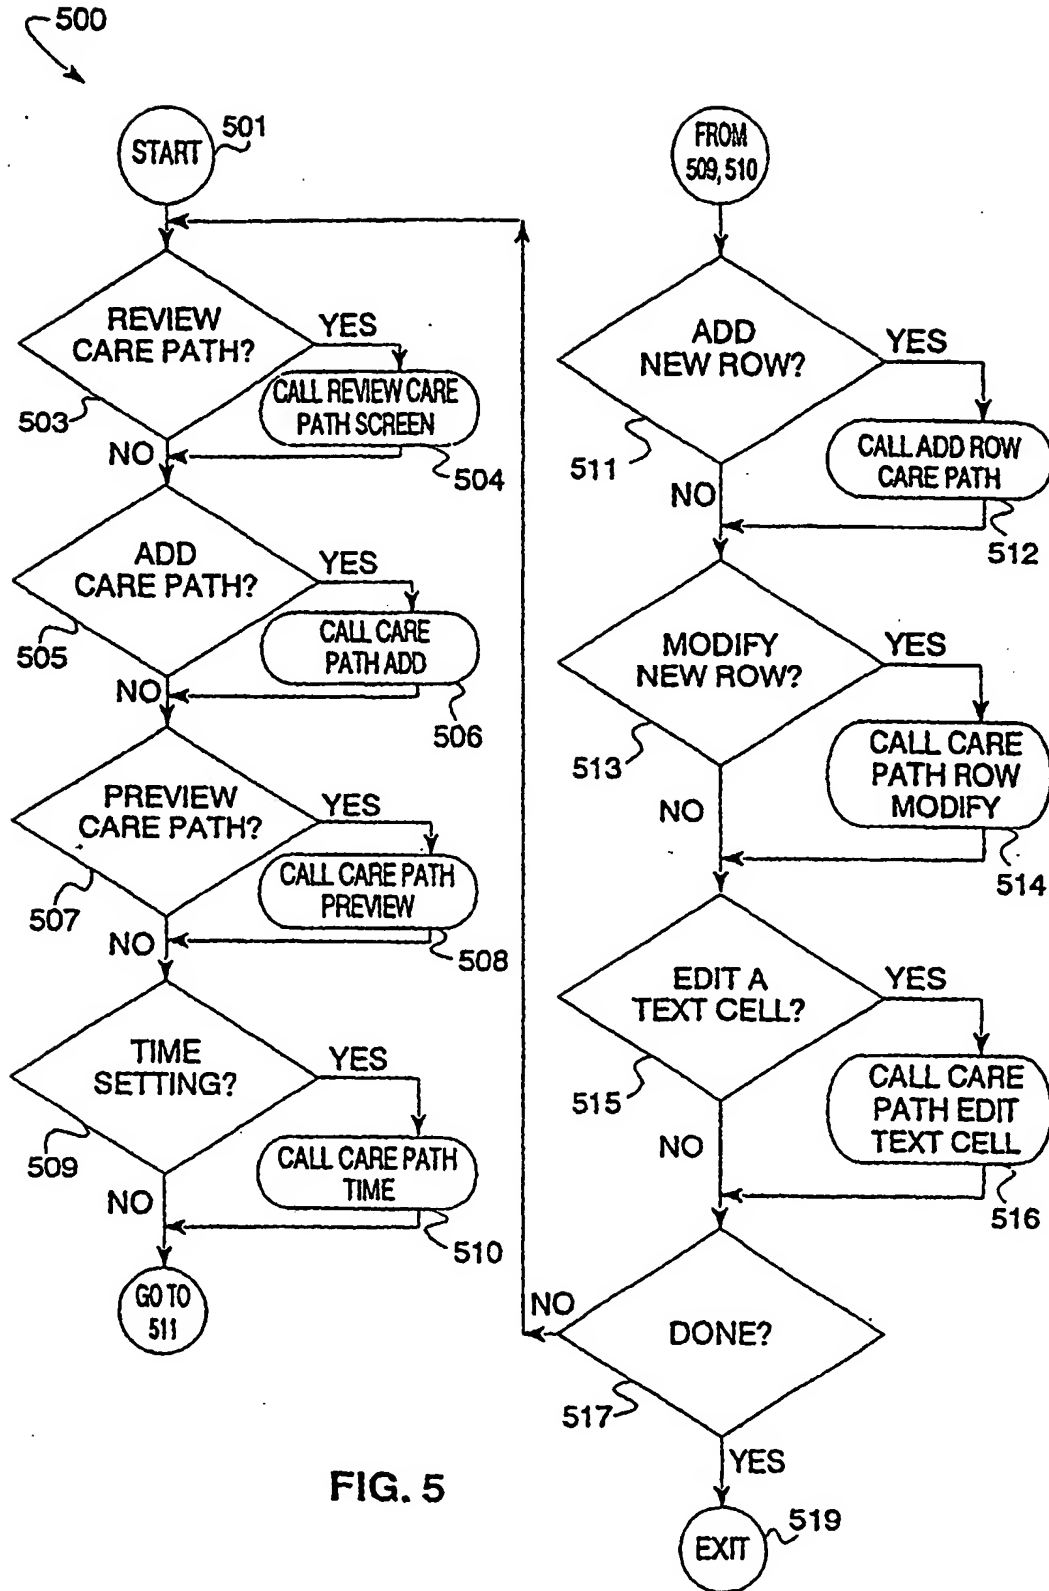 500
START
501
REVIEW
CARE PATH?
YES
503
CALL REVIEW CARE
PATH SCREEN
NO
504
ADD
CARE PATH?
YES
505
CALL CARE
PATH ADD
NO
506
PREVIEW
CARE PATH?
YES
507
CALL CARE PATH
PREVIEW
NO
508
TIME
SETTING?
YES
509
CALL CARE PATH
TIME
NO
510
GO TO
511
FROM
509, 510
ADD
NEW ROW?
YES
511
CALL ADD ROW
CARE PATH
NO
512
MODIFY
NEW ROW?
YES
513
CALL CARE
PATH ROW
MODIFY
NO
514
EDIT A
TEXT CELL?
YES
515
CALL CARE
PATH EDIT
TEXT CELL
NO
516
NO
DONE?
517
YES
EXIT
519
FIG. 5